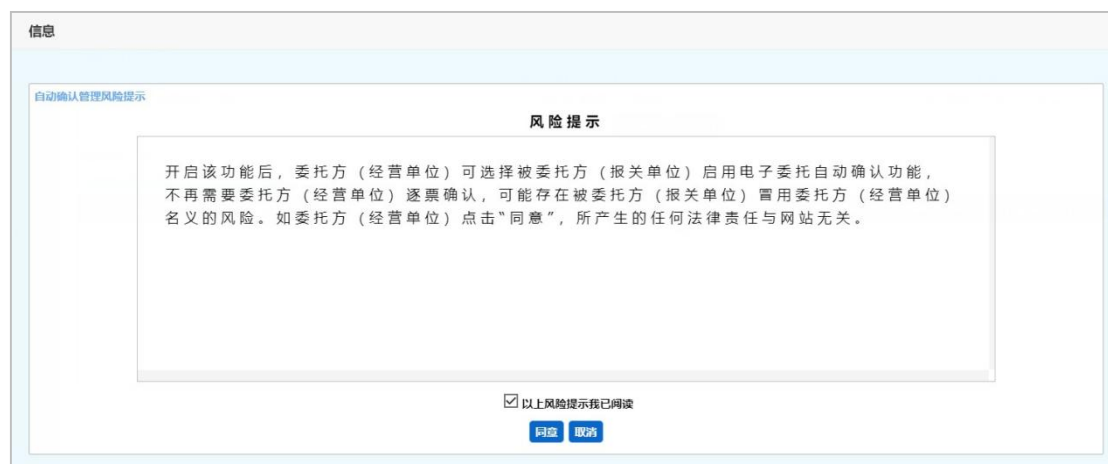 信息
自动确认管理风险提示
风险提示
开启该功能后，委托方（经营单位）可选择被委托方（报关单位）启用电子委托自动确认功能，
不再需要委托方（经营单位）逐票确认，可能存在被委托方（报关单位）冒用委托方（经营单位）
名义的风险。如委托方（经营单位）点击“同意”，所产生的任何法律责任与网站无关。
以上风险提示我已阅读
同意 取消